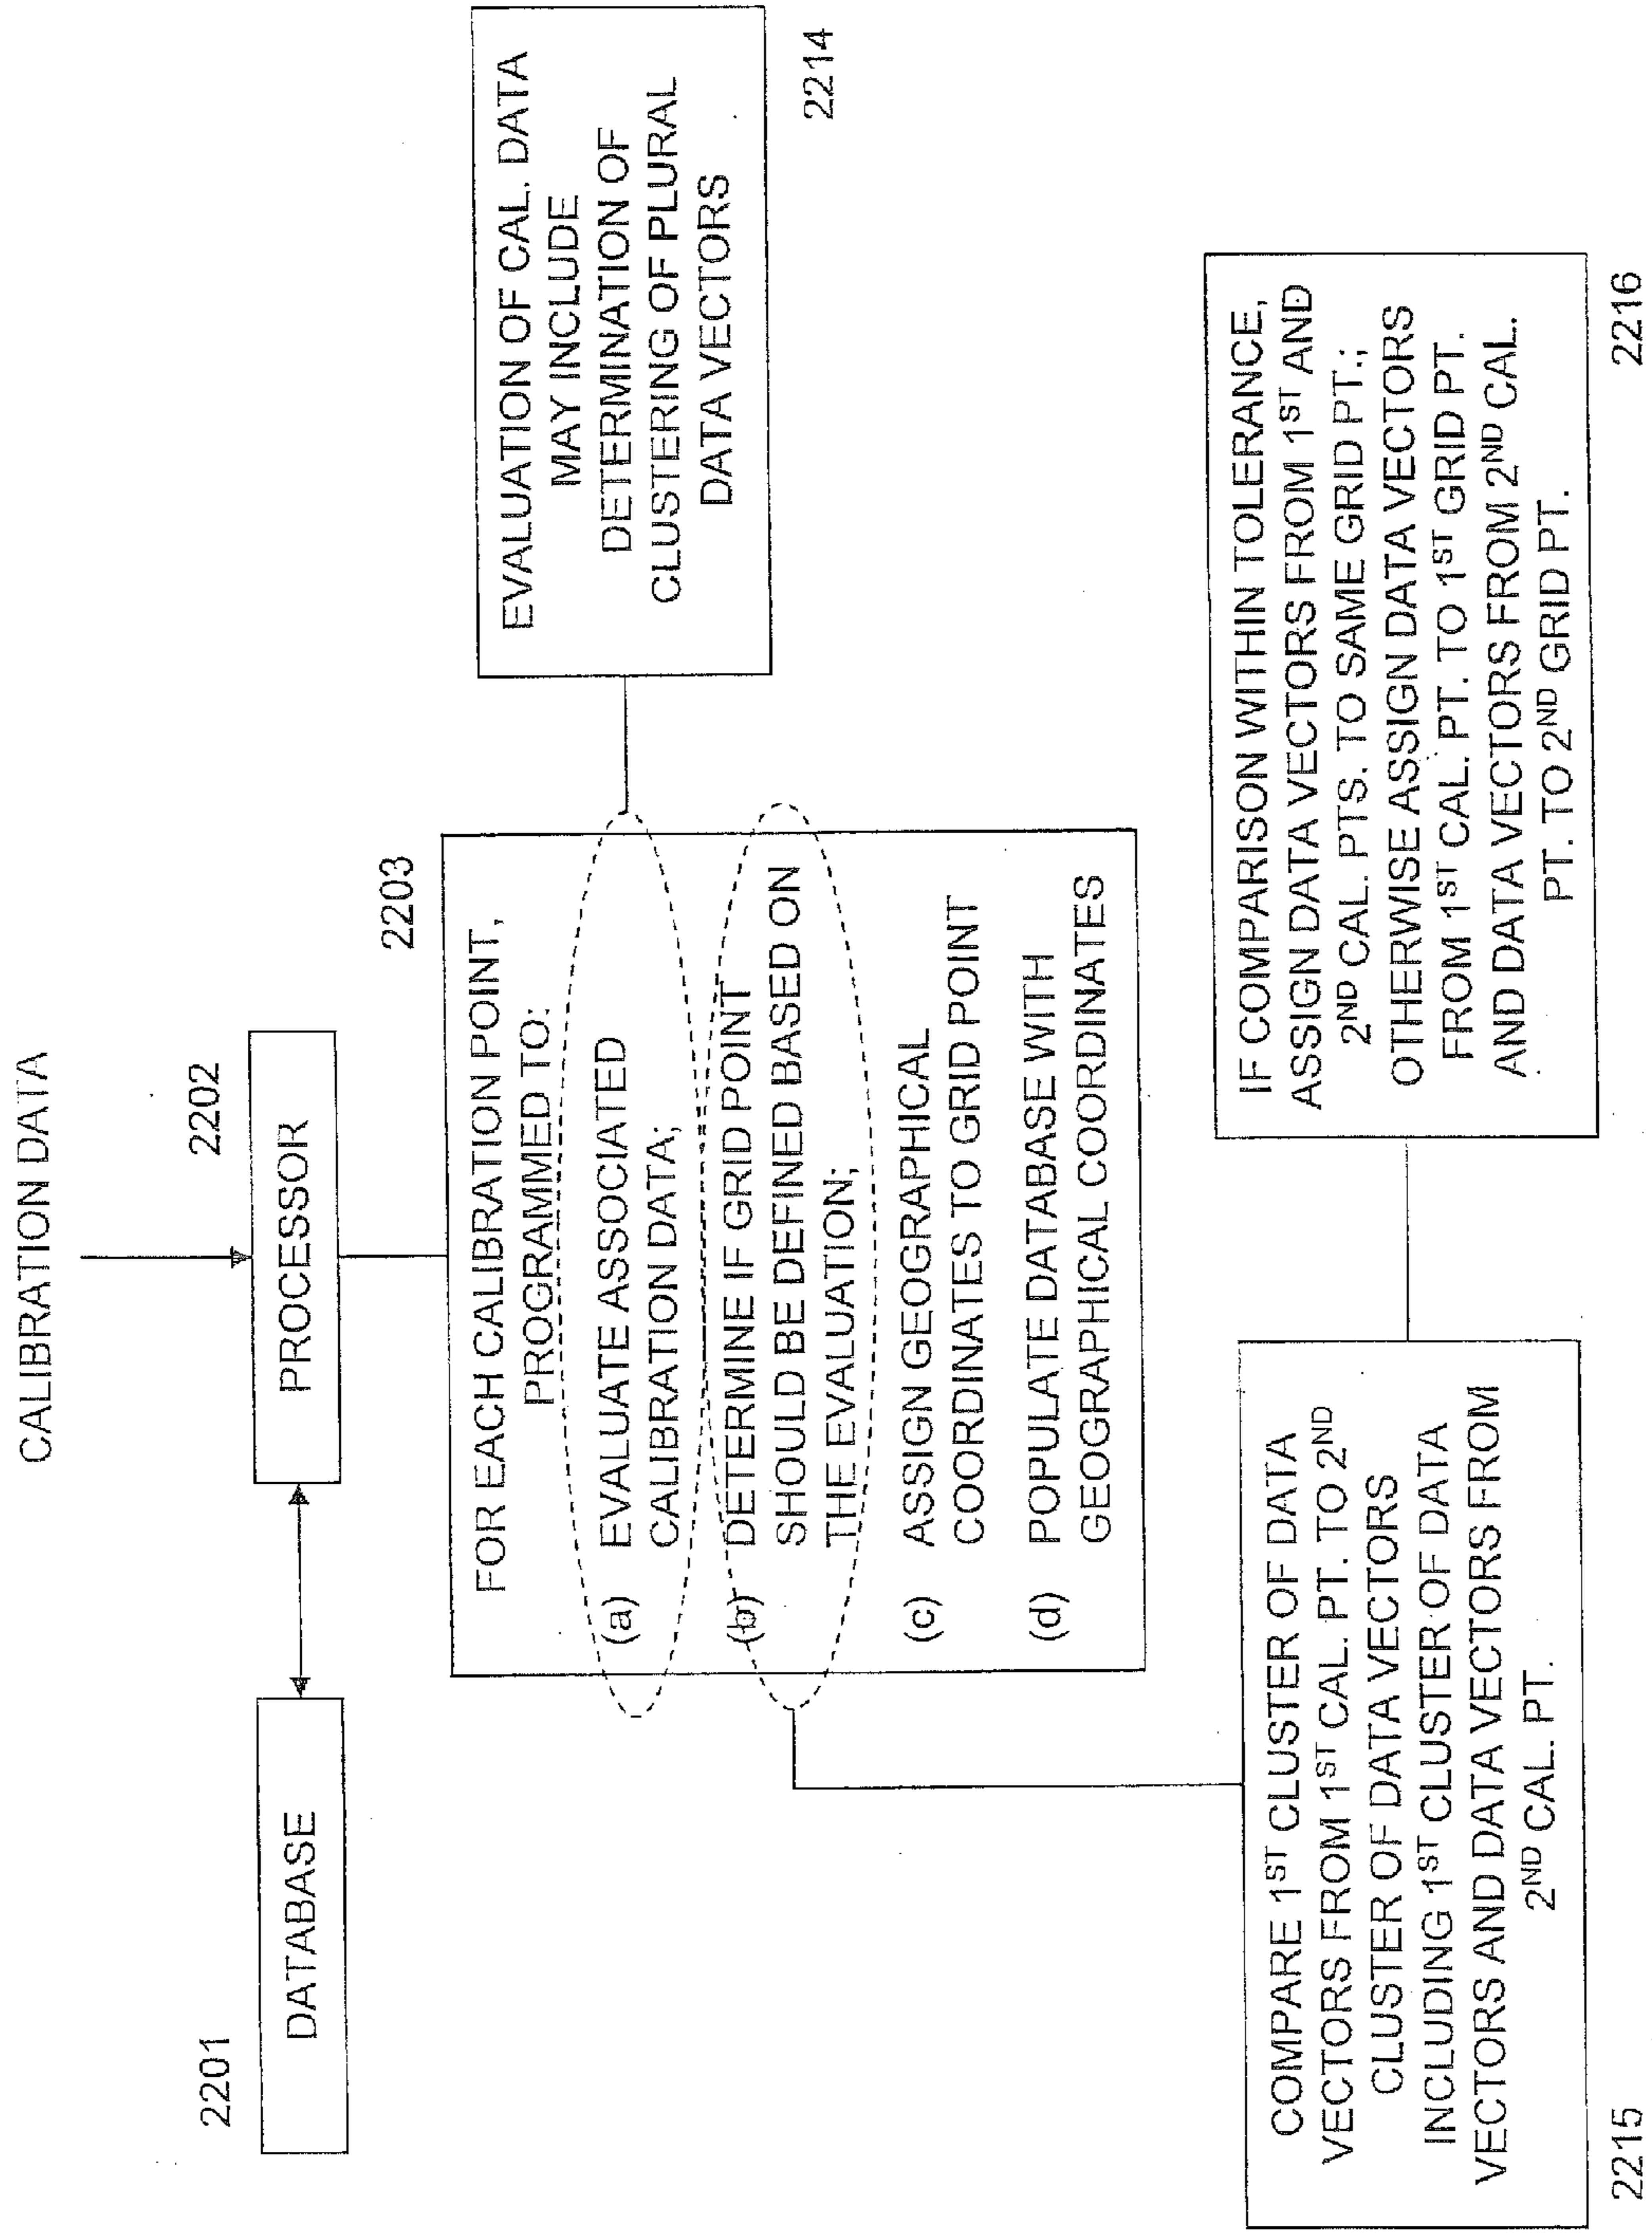 CALIBRATION DATA
2201
DATABASE
2202
PROCESSOR
2203
FOR EACH CALIBRATION POINT,
PROGRAMMED TO:
(a) EVALUATE ASSOCIATED
CALIBRATION DATA;
(b) DETERMINE IF GRID POINT
SHOULD BE DEFINED BASED ON
THE EVALUATION;
(c) ASSIGN GEOGRAPHICAL
COORDINATES TO GRID POINT
(d) POPULATE DATABASE WITH
GEOGRAPHICAL COORDINATES
EVALUATION OF CAL. DATA
MAY INCLUDE
DETERMINATION OF
CLUSTERING OF PLURAL
DATA VECTORS
2214
COMPARE 1ST CLUSTER OF DATA
VECTORS FROM 1ST CAL. PT. TO 2ND
CLUSTER OF DATA VECTORS
INCLUDING 1ST CLUSTER OF DATA
VECTORS AND DATA VECTORS FROM
2ND CAL. PT.
2215
IF COMPARISON WITHIN TOLERANCE,
ASSIGN DATA VECTORS FROM 1ST AND
2ND CAL. PTS. TO SAME GRID PT.;
OTHERWISE ASSIGN DATA VECTORS
FROM 1ST CAL. PT. TO 1ST GRID PT.
AND DATA VECTORS FROM 2ND CAL.
PT. TO 2ND GRID PT.
2216